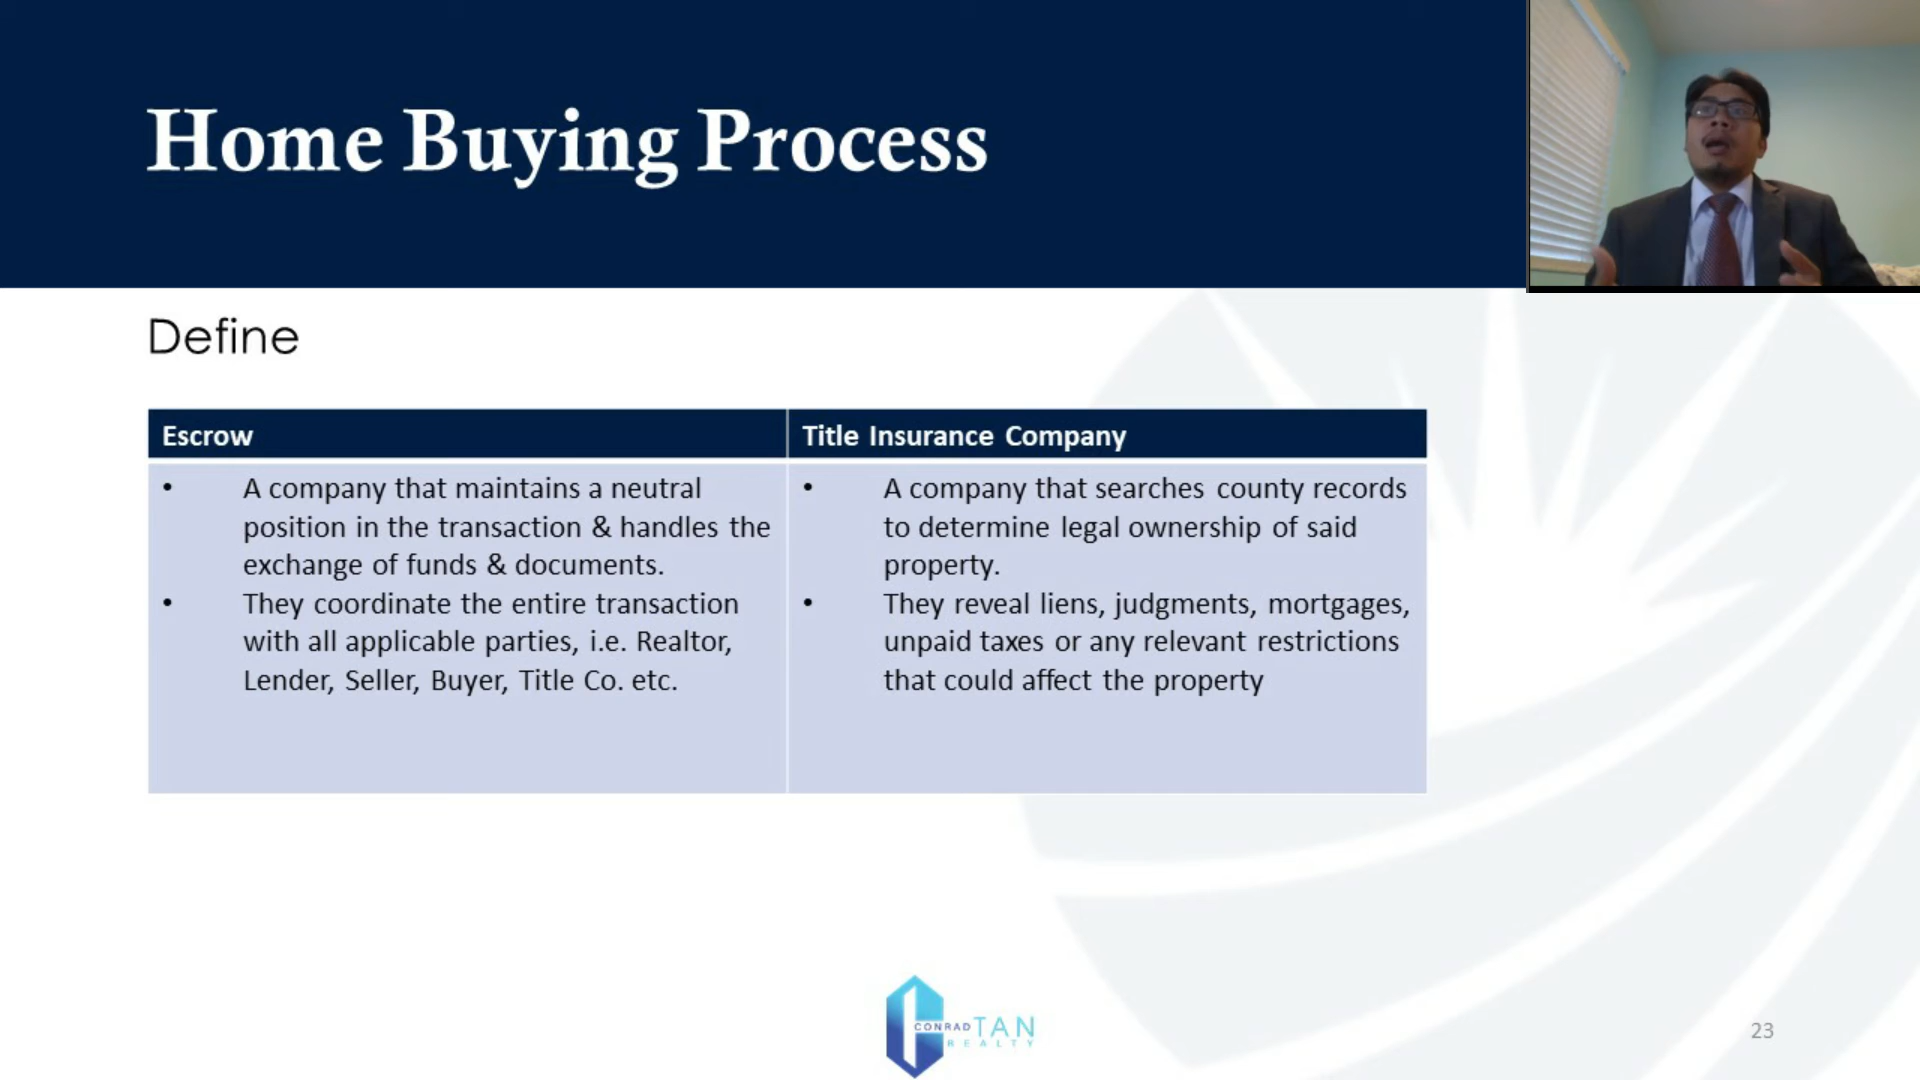 Home Buying Process
Define
Escrow
• A company that maintains a neutral
position in the transaction & handles the
exchange of funds & documents.
• They coordinate the entire transaction
with all applicable parties, i.e. Realtor,
Lender, Seller, Buyer, Title Co. etc.
Title Insurance Company
• A company that searches county records
to determine legal ownership of said
property.
• They reveal liens, judgments, mortgages,
unpaid taxes or any relevant restrictions
that could affect the property
CONRAD TAN
REALTY
23